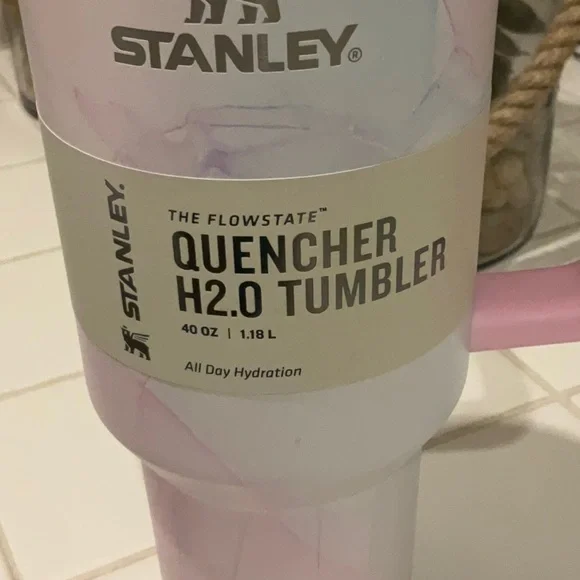 STANLEY®
STANLEY.
THE FLOWSTATE™
QUENCHER
H2.0 TUMBLER
40 OZ | 1.18 L
All Day Hydration